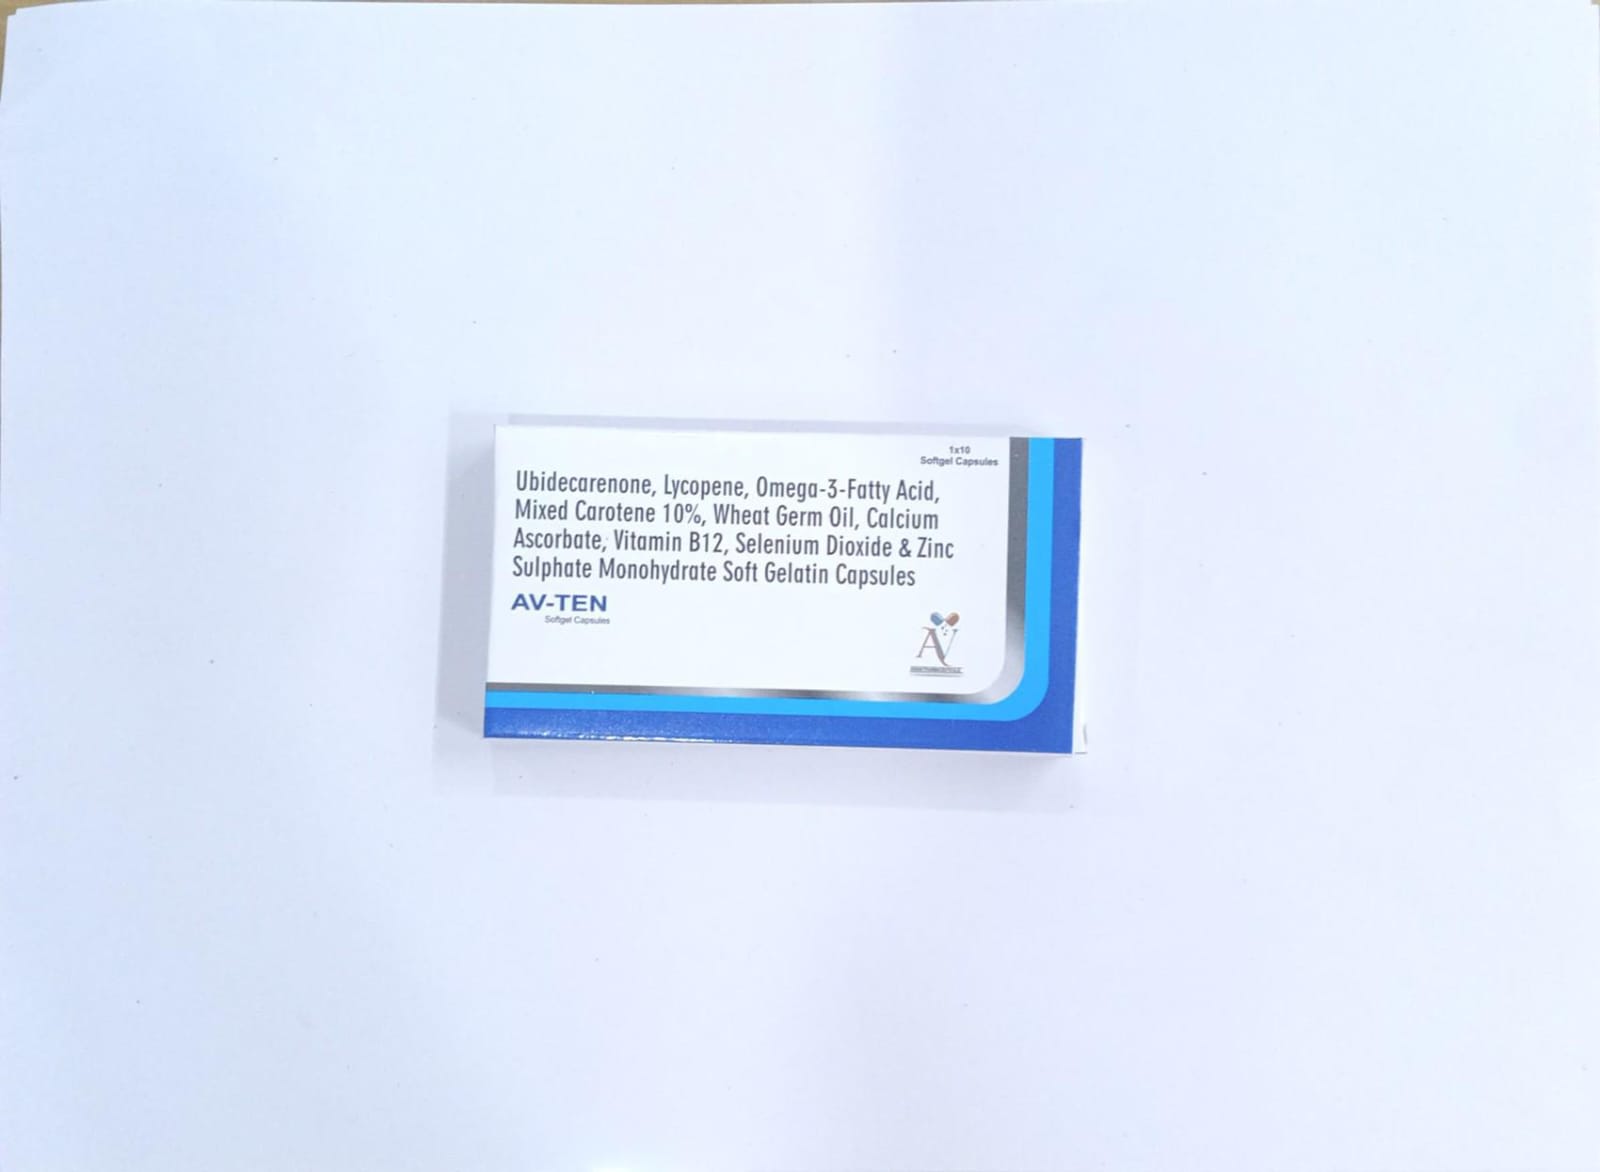 1x10
Softgel Capsules
Ubidecarenone, Lycopene, Omega-3-Fatty Acid,
Mixed Carotene 10%, Wheat Germ Oil, Calcium
Ascorbate, Vitamin B12, Selenium Dioxide & Zinc
Sulphate Monohydrate Soft Gelatin Capsules
AV-TEN
Softgel Capsules
AV